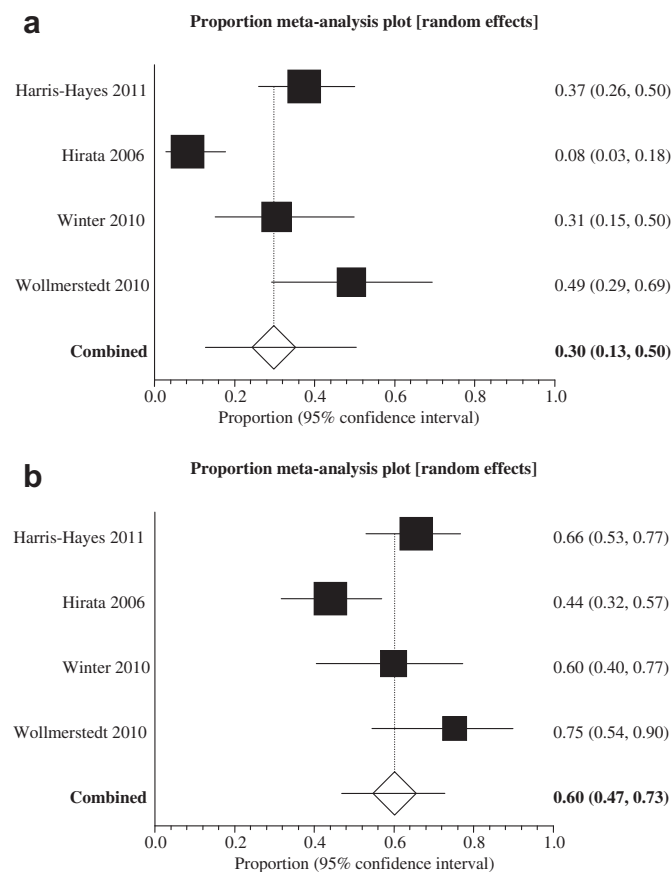 a
Proportion meta-analysis plot [random effects]
Harris-Hayes 2011 0.37 (0.26, 0.50)
Hirata 2006 0.08 (0.03, 0.18)
Winter 2010 0.31 (0.15, 0.50)
Wollmerstedt 2010 0.49 (0.29, 0.69)
Combined 0.30 (0.13, 0.50)
0.0 0.2 0.4 0.6 0.8 1.0
Proportion (95% confidence interval)
b
Proportion meta-analysis plot [random effects]
Harris-Hayes 2011 0.66 (0.53, 0.77)
Hirata 2006 0.44 (0.32, 0.57)
Winter 2010 0.60 (0.40, 0.77)
Wollmerstedt 2010 0.75 (0.54, 0.90)
Combined 0.60 (0.47, 0.73)
0.0 0.2 0.4 0.6 0.8 1.0
Proportion (95% confidence interval)